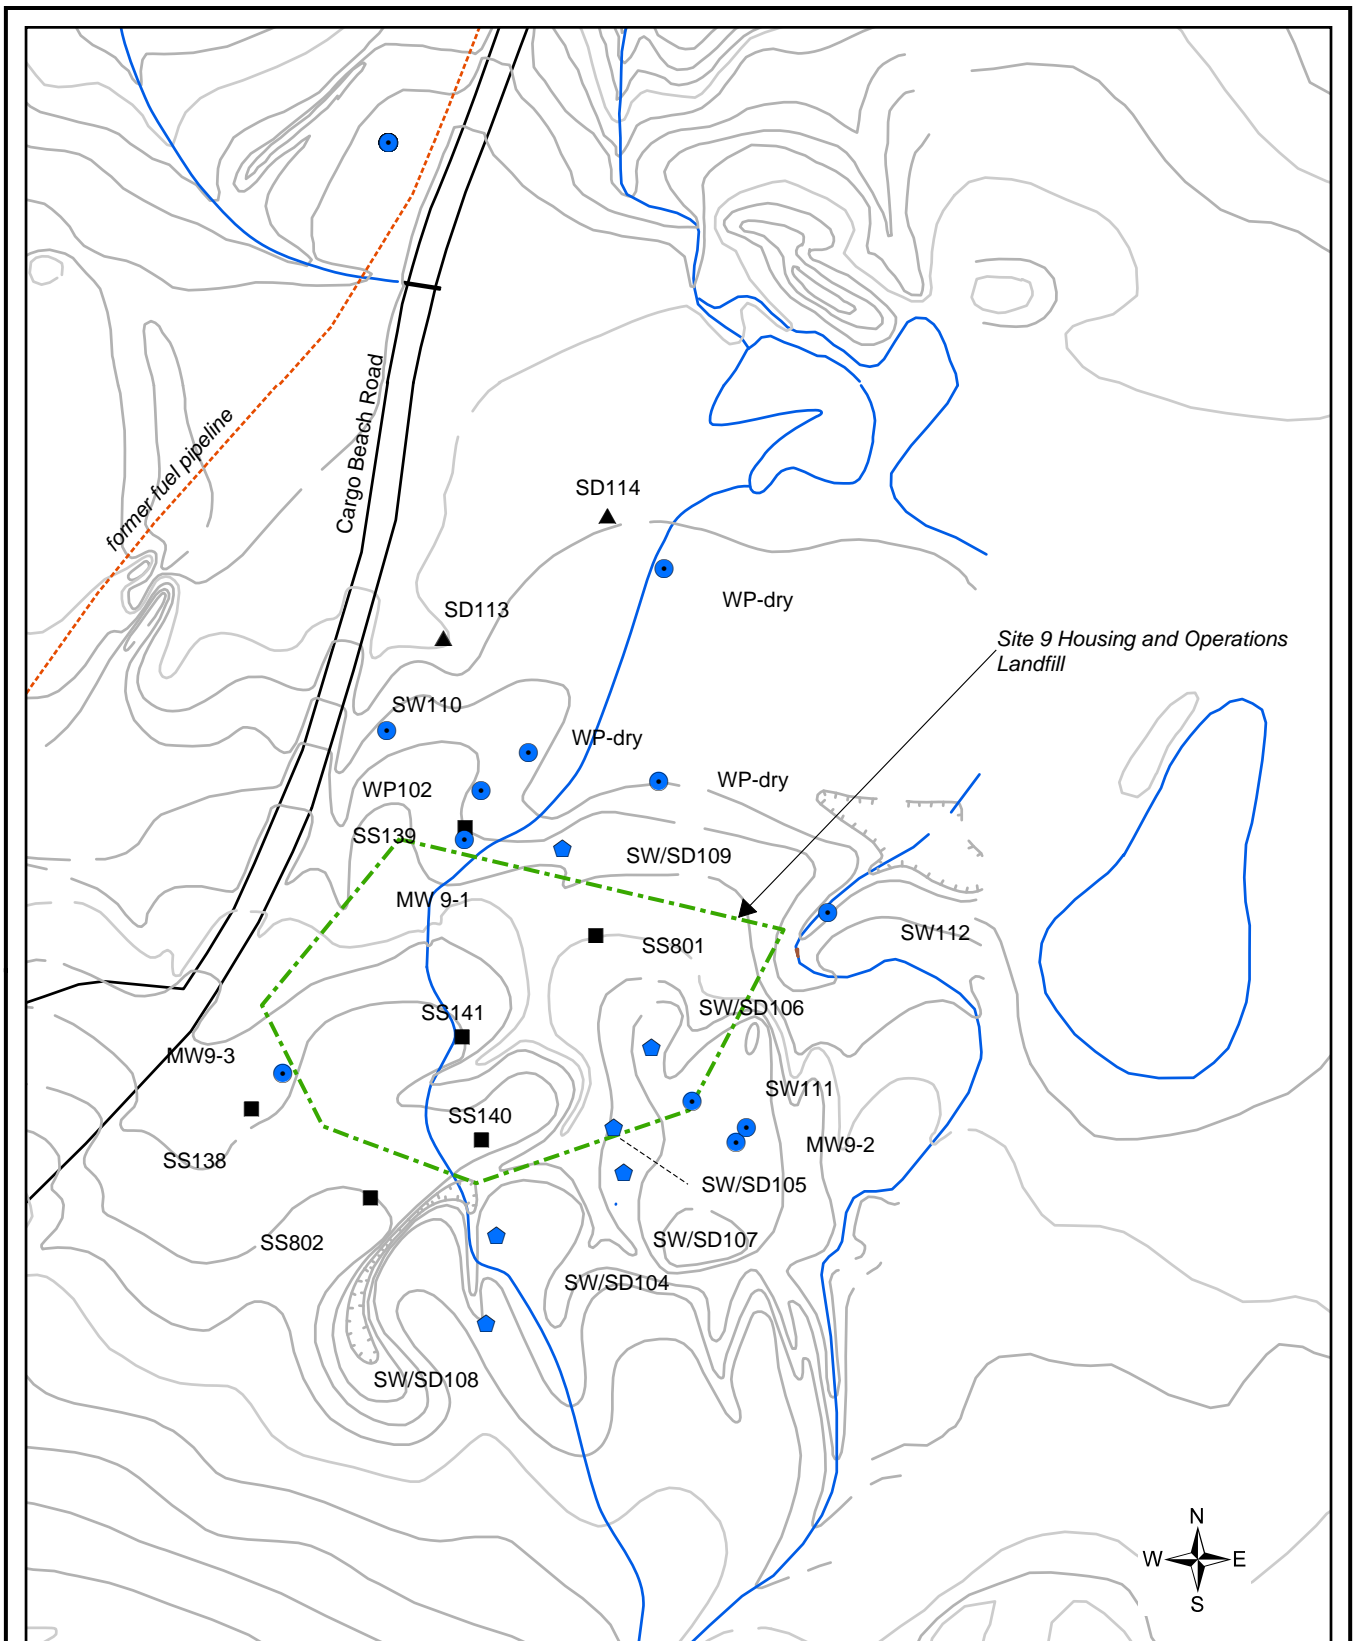 former fuel pipeline
Cargo Beach Road
SD114
WP-dry
SD113
Site 9 Housing and Operations
Landfill
SW110
WP-dry
WP-dry
WP102
SS139
SW/SD109
MW 9-1
SS801
SW112
SS141
SW/SD106
MW9-3
SW111
SS140
MW9-2
SS138
SW/SD105
SS802
SW/SD107
SW/SD104
SW/SD108
N
W E
S